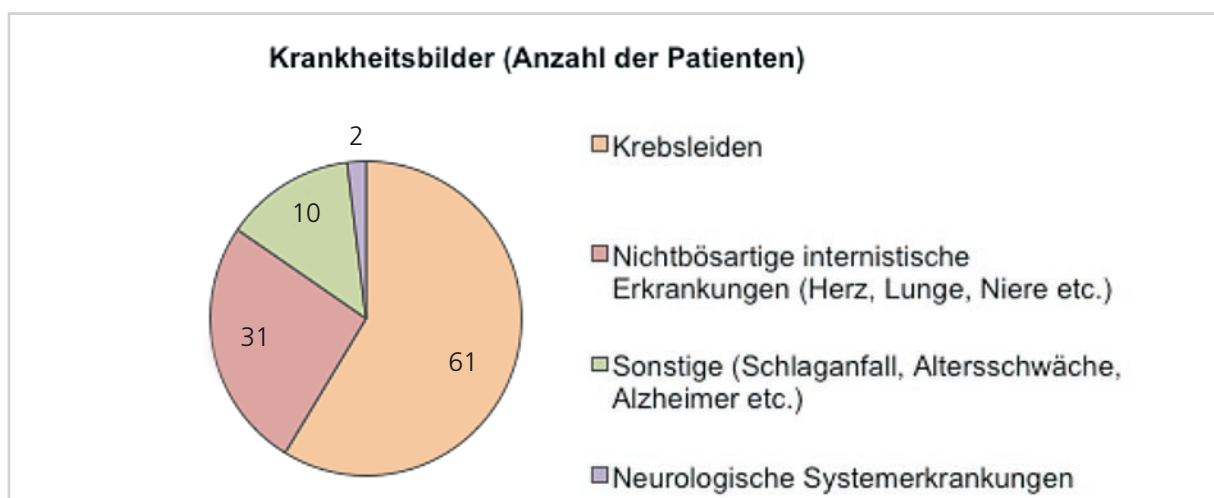 Krankheitsbilder (Anzahl der Patienten)
2
10
31
61
Krebsleiden
Nichtbösartige internistische
Erkrankungen (Herz, Lunge, Niere etc.)
Sonstige (Schlaganfall, Altersschwäche,
Alzheimer etc.)
Neurologische Systemerkrankungen